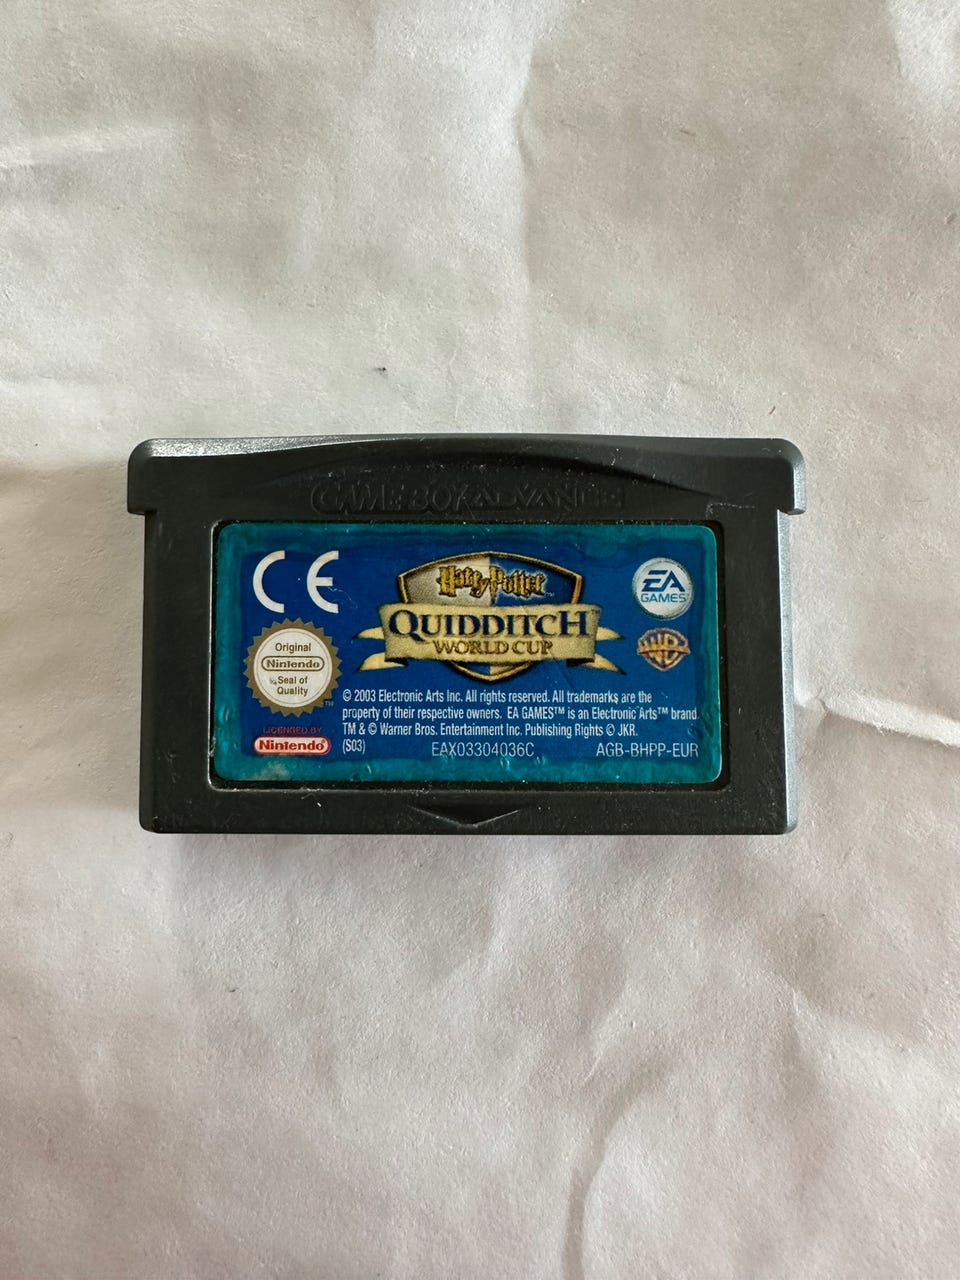 GAME BOY ADVANCE
CE
Harry Potter
QUIDDITCH
WORLD CUP
EA
GAMES™
WB
Original
Nintendo
Seal of
Quality
TM
LICENSED BY
Nintendo®
© 2003 Electronic Arts Inc. All rights reserved. All trademarks are the
property of their respective owners. EA GAMES™ is an Electronic Arts™ brand.
TM & © Warner Bros. Entertainment Inc. Publishing Rights © JKR.
(S03) EAX03304036C AGB-BHPP-EUR